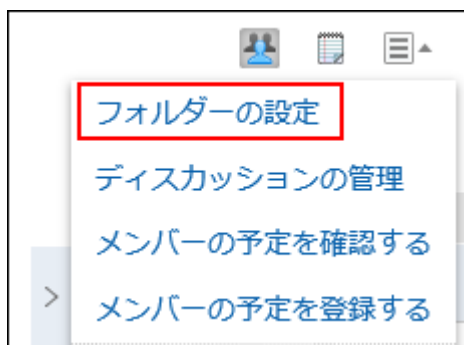 フォルダーの設定
ディスカッションの管理
メンバーの予定を確認する
メンバーの予定を登録する